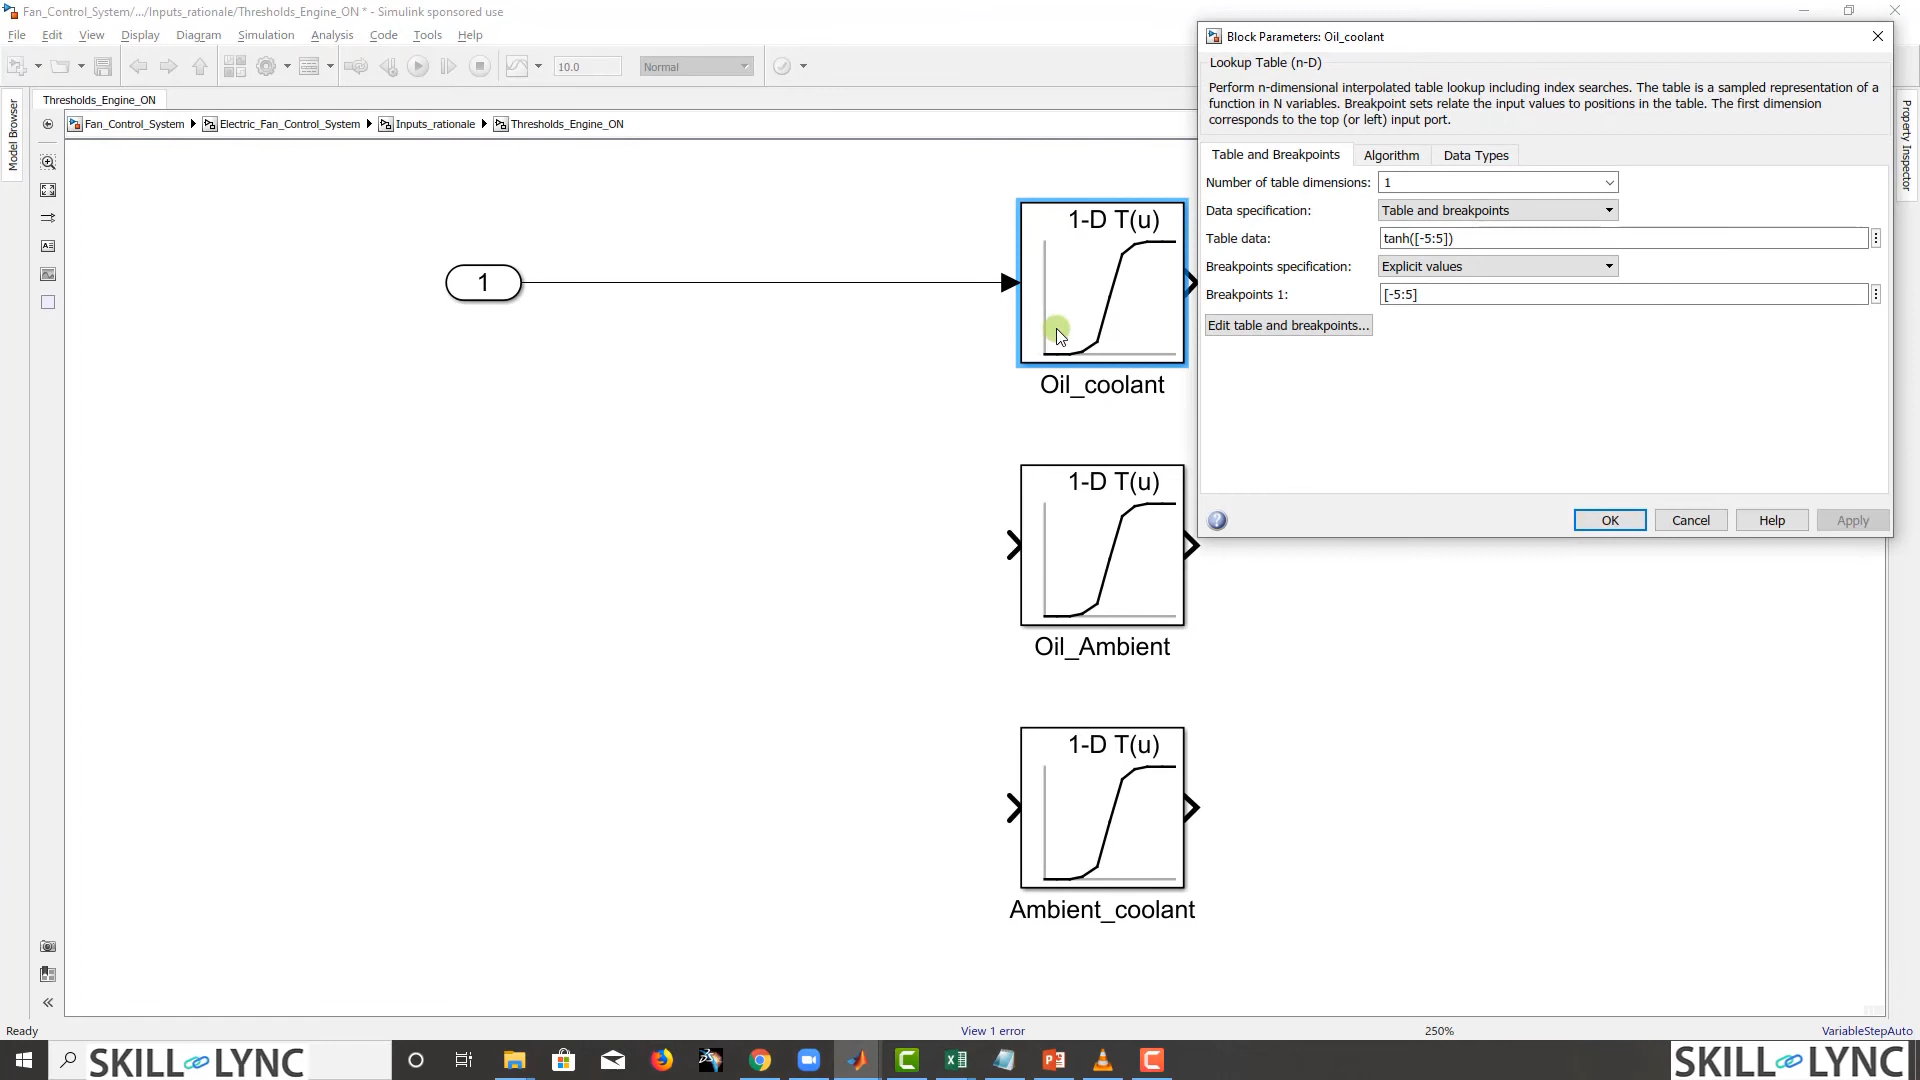 Fan_Control_System/.../Inputs_rationale/Thresholds_Engine_ON * - Simulink sponsored use
File Edit View Display Diagram Simulation Analysis Code Tools Help
10.0 Normal
Thresholds_Engine_ON
Fan_Control_System Electric_Fan_Control_System Inputs_rationale Thresholds_Engine_ON
Model Browser
Property Inspector
1
1-D T(u)
Oil_coolant
1-D T(u)
Oil_Ambient
1-D T(u)
Ambient_coolant
Block Parameters: Oil_coolant
Lookup Table (n-D)
Perform n-dimensional interpolated table lookup including index searches. The table is a sampled representation of a
function in N variables. Breakpoint sets relate the input values to positions in the table. The first dimension
corresponds to the top (or left) input port.
Table and Breakpoints Algorithm Data Types
Number of table dimensions: 1
Data specification: Table and breakpoints
Table data: tanh([-5:5])
Breakpoints specification: Explicit values
Breakpoints 1: [-5:5]
Edit table and breakpoints...
OK Cancel Help Apply
Ready View 1 error 250% VariableStepAuto
SKILL LYNC
SKILL LYNC